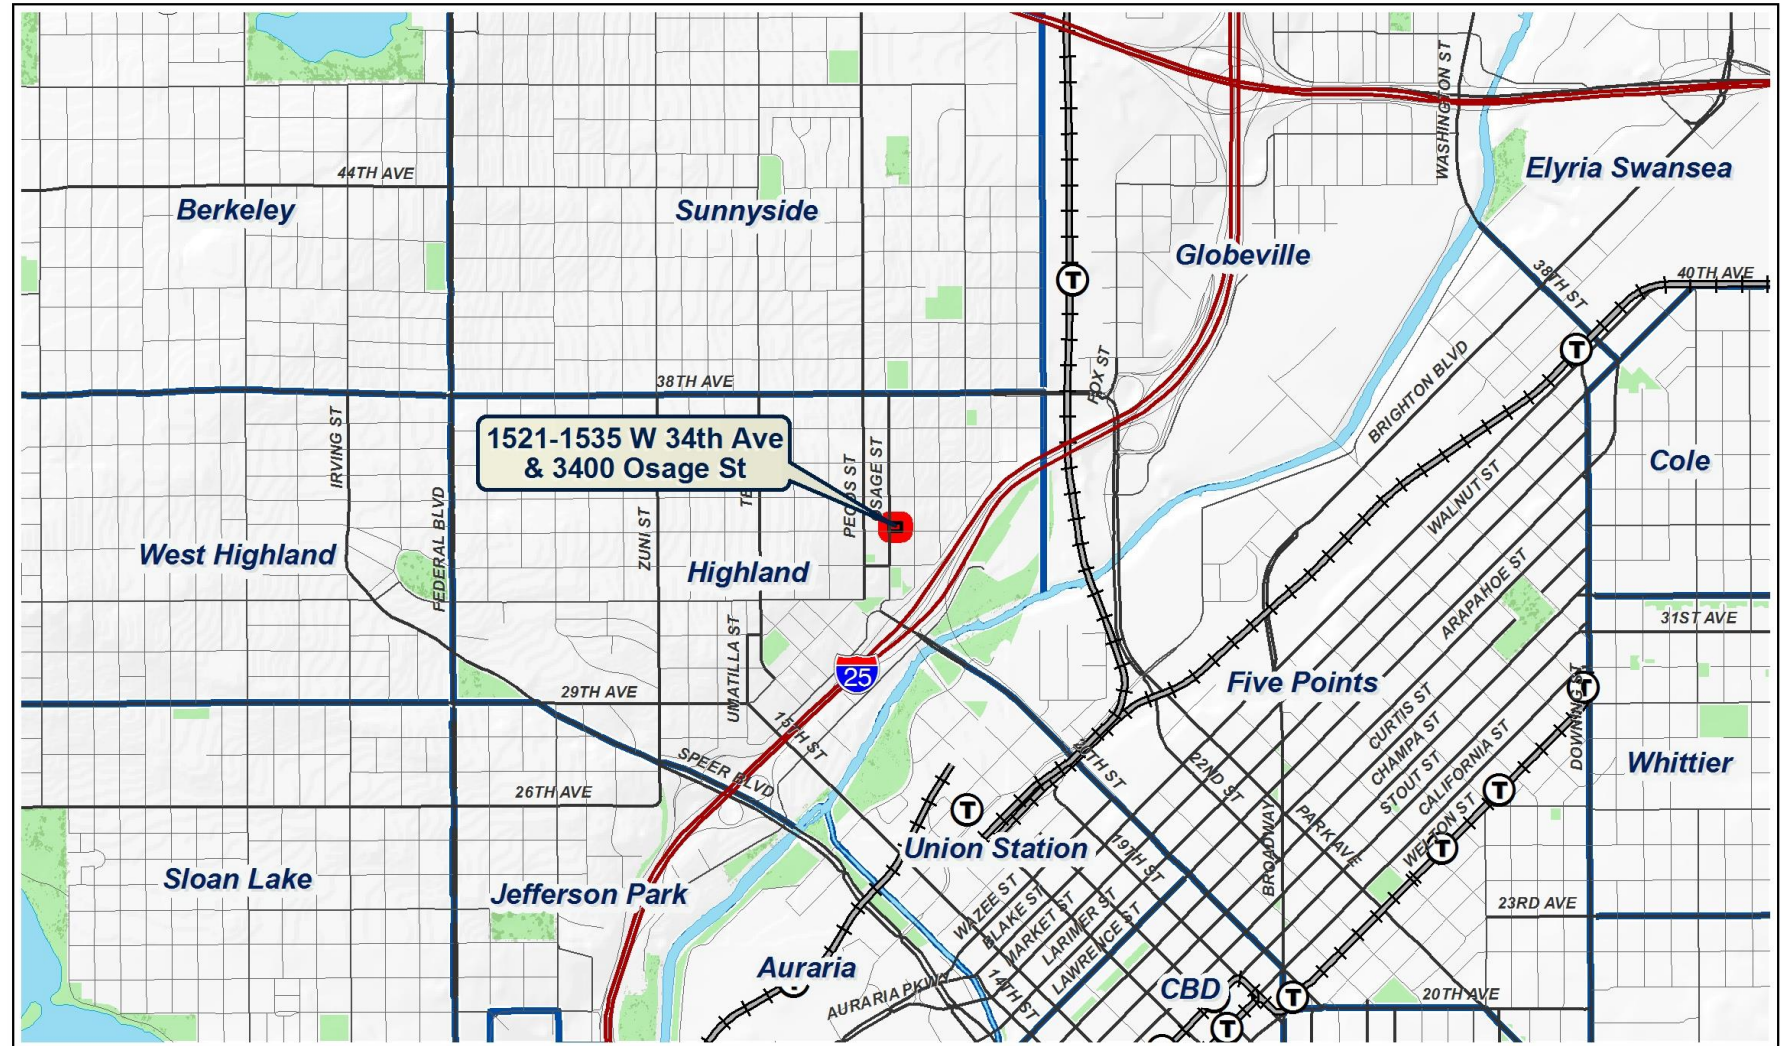 WASHINGTON ST
44TH AVE
Elyria Swansea
Berkeley
Sunnyside
Globeville
38TH ST
40TH AVE
38TH AVE
FOX ST
BRIGHTON BLVD
IRVING ST
1521-1535 W 34th Ave
& 3400 Osage St
T
T
Cole
FEDERAL BLVD
ZUNI ST
TE
PECOS ST
SAGE ST
WALNUT ST
West Highland
Highland
ARAPAHOE ST
31ST AVE
UMATILLA ST
25
Five Points
29TH AVE
15TH ST
CURTIS ST
CHAMPA ST
STOUT ST
CALIFORNIA ST
WELTON ST
T
DOWNING ST
Whittier
SPEER BLVD
26TH AVE
20TH ST
22ND ST
PARK AVE
BROADWAY
T
T
T
Union Station
19TH ST
Sloan Lake
Jefferson Park
WAZEE ST
BLAKE ST
MARKET ST
LARIMER ST
LAWRENCE ST
23RD AVE
Auraria
AURARIA PKWY
14TH ST
CBD
T
T
20TH AVE